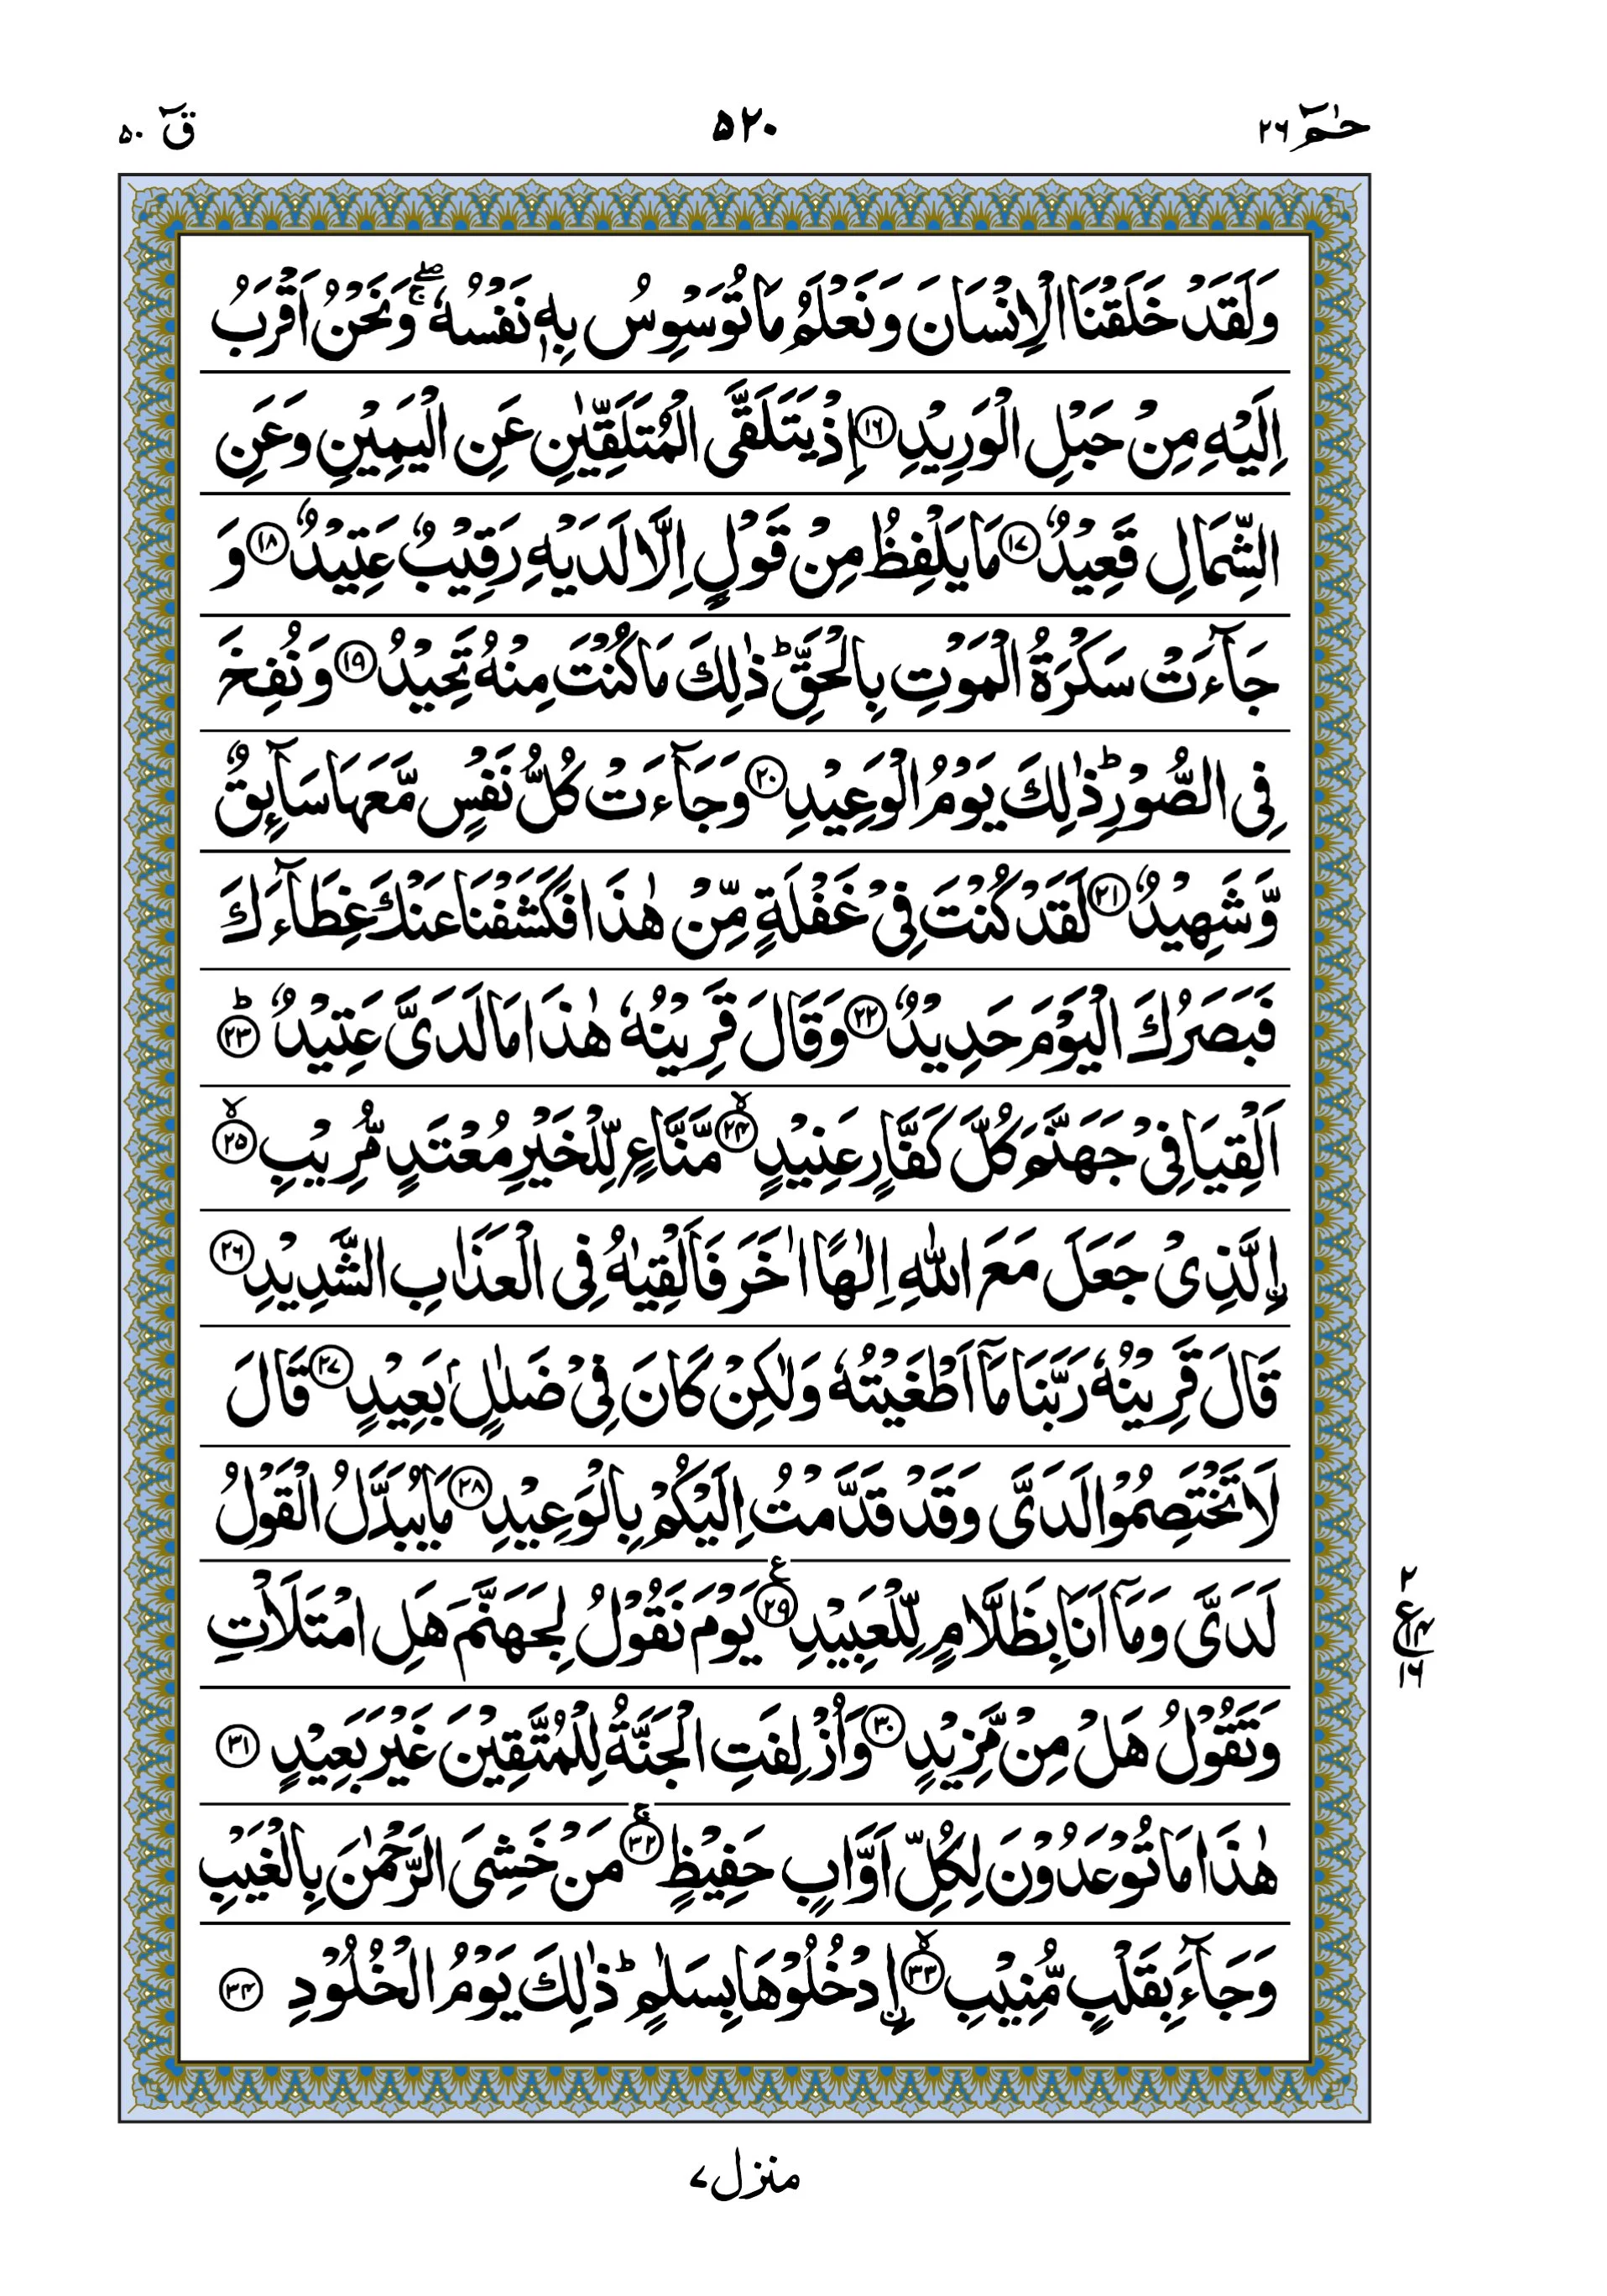 حٰمٓ ٢٦ ٥٢٠ قٓ ٥٠
وَلَقَدْ خَلَقْنَا الْاِنْسَانَ وَنَعْلَمُ مَا تُوَسْوِسُ بِهٖ نَفْسُهٗ ۖۚ وَنَحْنُ اَقْرَبُ
اِلَيْهِ مِنْ حَبْلِ الْوَرِيْدِ ١٦ اِذْ يَتَلَقَّى الْمُتَلَقِّيٰنِ عَنِ الْيَمِيْنِ وَعَنِ
الشِّمَالِ قَعِيْدٌ ١٧ مَا يَلْفِظُ مِنْ قَوْلٍ اِلَّا لَدَيْهِ رَقِيْبٌ عَتِيْدٌ ١٨ وَ
جَآءَتْ سَكْرَةُ الْمَوْتِ بِالْحَقِّ ؕ ذٰلِكَ مَا كُنْتَ مِنْهُ تَحِيْدُ ١٩ وَنُفِخَ
فِى الصُّوْرِ ؕ ذٰلِكَ يَوْمُ الْوَعِيْدِ ٢٠ وَجَآءَتْ كُلُّ نَفْسٍ مَّعَهَا سَآئِقٌ
وَّشَهِيْدٌ ٢١ لَقَدْ كُنْتَ فِىْ غَفْلَةٍ مِّنْ هٰذَا فَكَشَفْنَا عَنْكَ غِطَآءَكَ
فَبَصَرُكَ الْيَوْمَ حَدِيْدٌ ٢٢ وَقَالَ قَرِيْنُهٗ هٰذَا مَا لَدَىَّ عَتِيْدٌ ؕ ٢٣
اَلْقِيَا فِىْ جَهَنَّمَ كُلَّ كَفَّارٍ عَنِيْدٍ ۙ ٢٤ مَّنَّاعٍ لِّلْخَيْرِ مُعْتَدٍ مُّرِيْبِ ۙ ٢٥
اِ۟لَّذِىْ جَعَلَ مَعَ اللّٰهِ اِلٰهًا اٰخَرَ فَاَلْقِيٰهُ فِى الْعَذَابِ الشَّدِيْدِ ٢٦
قَالَ قَرِيْنُهٗ رَبَّنَا مَآ اَطْغَيْتُهٗ وَلٰكِنْ كَانَ فِىْ ضَلٰلٍۭ بَعِيْدٍ ٢٧ قَالَ
لَا تَخْتَصِمُوْا لَدَىَّ وَقَدْ قَدَّمْتُ اِلَيْكُمْ بِالْوَعِيْدِ ٢٨ مَا يُبَدَّلُ الْقَوْلُ
لَدَىَّ وَمَآ اَنَا بِظَلَّامٍ لِّلْعَبِيْدِ ٢٩ ع يَوْمَ نَقُوْلُ لِجَهَنَّمَ هَلِ امْتَلَاْتِ
٢ ع ١٤ ١٦
وَتَقُوْلُ هَلْ مِنْ مَّزِيْدٍ ٣٠ وَاُزْلِفَتِ الْجَنَّةُ لِلْمُتَّقِيْنَ غَيْرَ بَعِيْدٍ ٣١
هٰذَا مَا تُوْعَدُوْنَ لِكُلِّ اَوَّابٍ حَفِيْظٍ ۚ ٣٢ مَنْ خَشِىَ الرَّحْمٰنَ بِالْغَيْبِ
وَجَآءَ بِقَلْبٍ مُّنِيْبِ ۙ ٣٣ اۨدْخُلُوْهَا بِسَلٰمٍ ؕ ذٰلِكَ يَوْمُ الْخُلُوْدِ ٣٤
منزل ٧